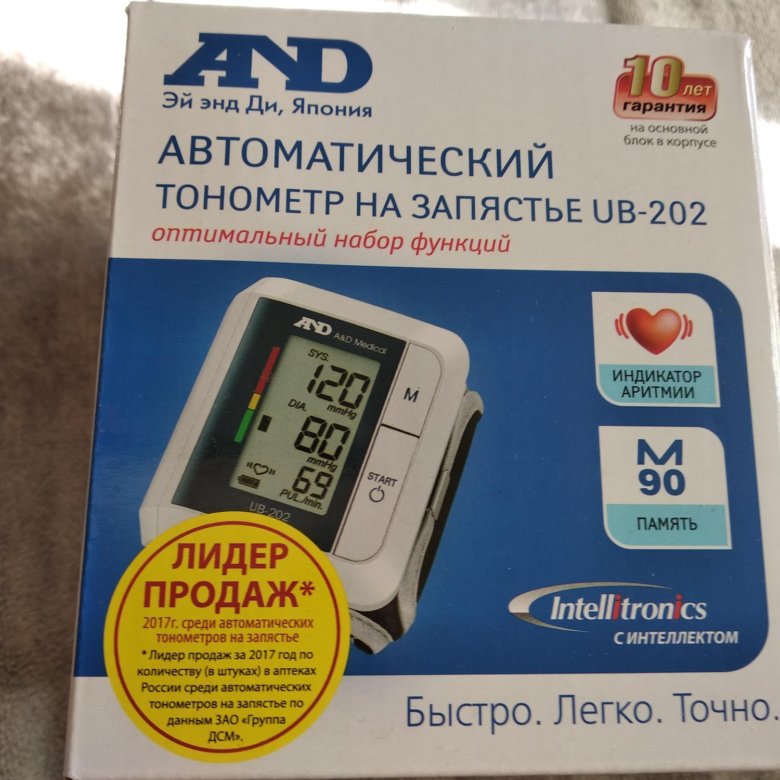 AND
Эй энд Ди, Япония
10 лет
гарантия
на основной
блок в корпусе
АВТОМАТИЧЕСКИЙ
ТОНОМЕТР НА ЗАПЯСТЬЕ UB-202
оптимальный набор функций
AND A&D Medical
SYS.
120
mmHg
DIA.
80
mmHg
69
PUL./min.
UB-202
M
START
ИНДИКАТОР
АРИТМИИ
M
90
ПАМЯТЬ
Intellitronics
С ИНТЕЛЛЕКТОМ
ЛИДЕР
ПРОДАЖ*
2017г. среди автоматических
тонометров на запястье
*Лидер продаж за 2017 год по
количеству (в штуках) в аптеках
России среди автоматических
тонометров на запястье по
данным ЗАО «Группа
ДСМ».
Быстро. Легко. Точно.